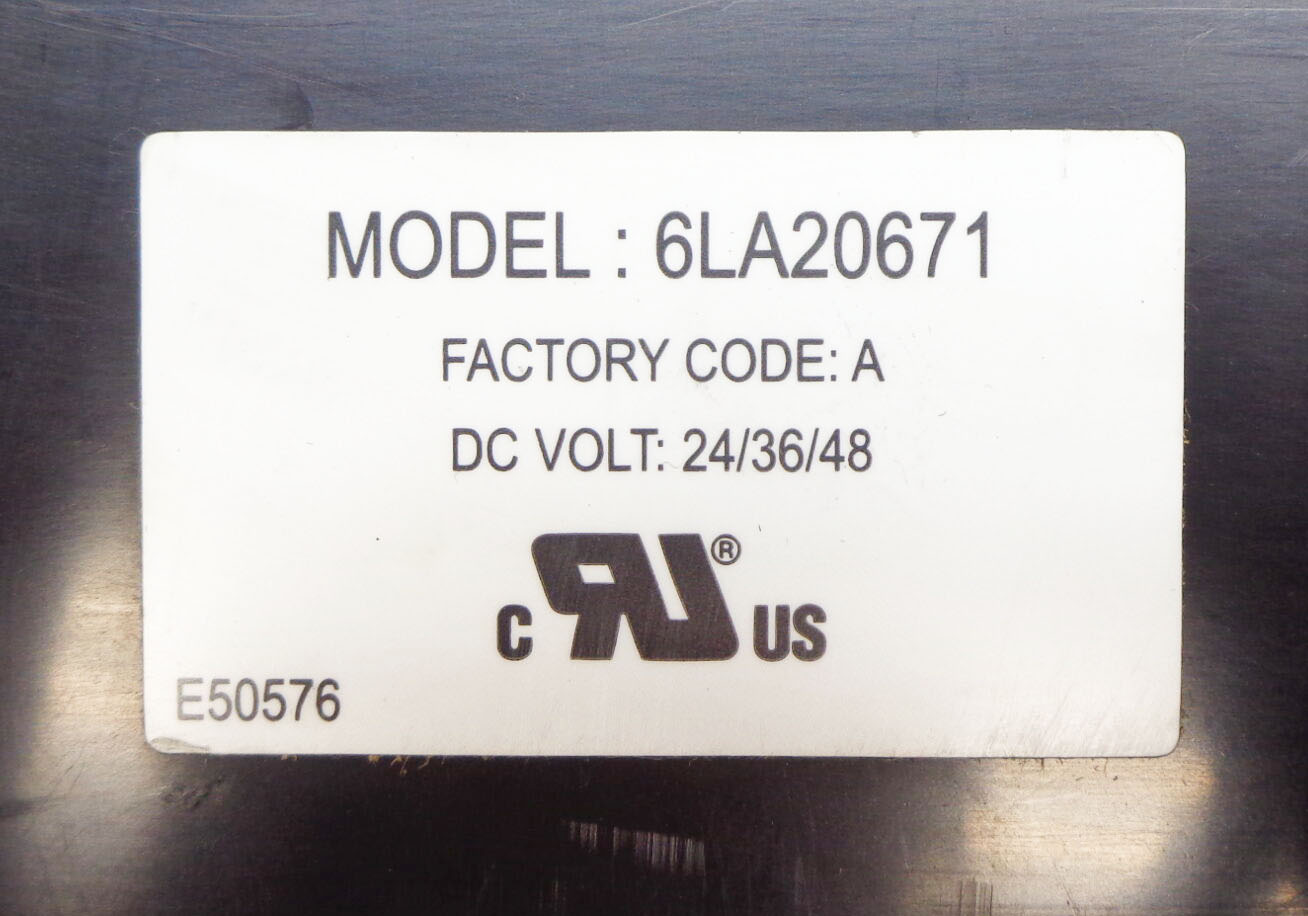 MODEL : 6LA20671
FACTORY CODE: A
DC VOLT: 24/36/48
c RU® US
E50576